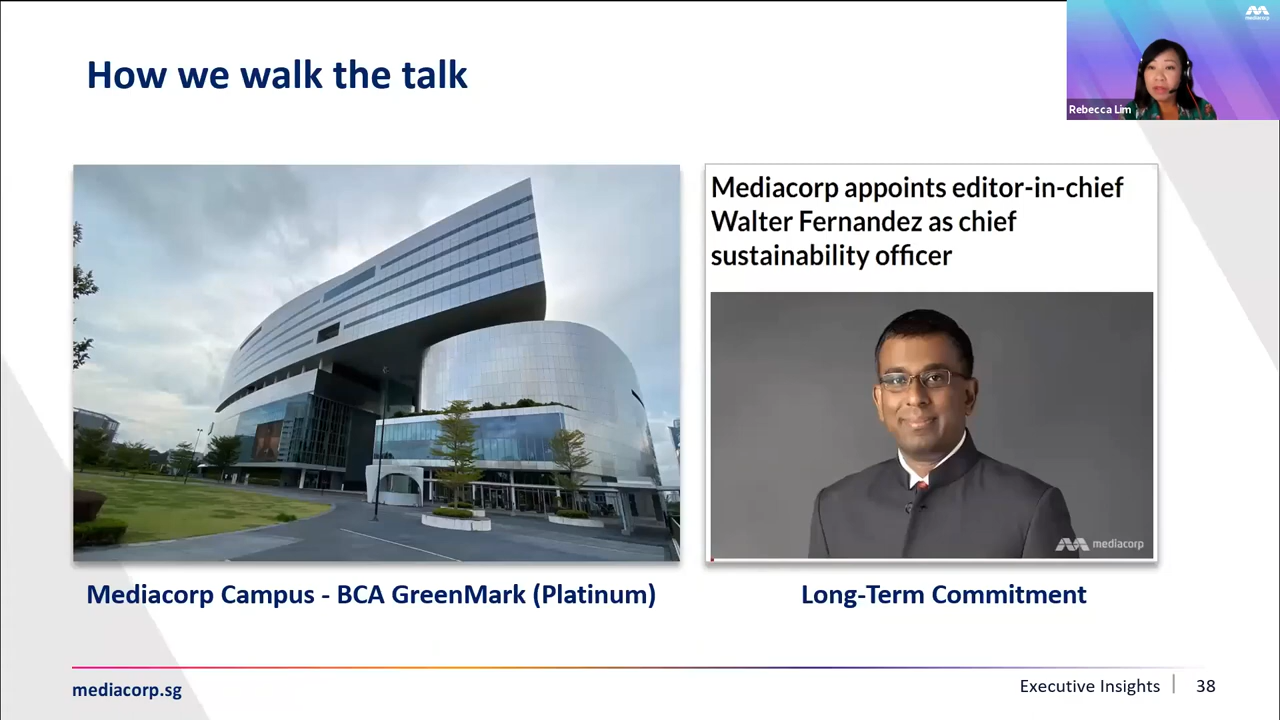 How we walk the talk
mediacorp
Rebecca Lim
Mediacorp appoints editor-in-chief
Walter Fernandez as chief
sustainability officer
mediacorp
Mediacorp Campus - BCA GreenMark (Platinum)
Long-Term Commitment
mediacorp.sg
Executive Insights | 38